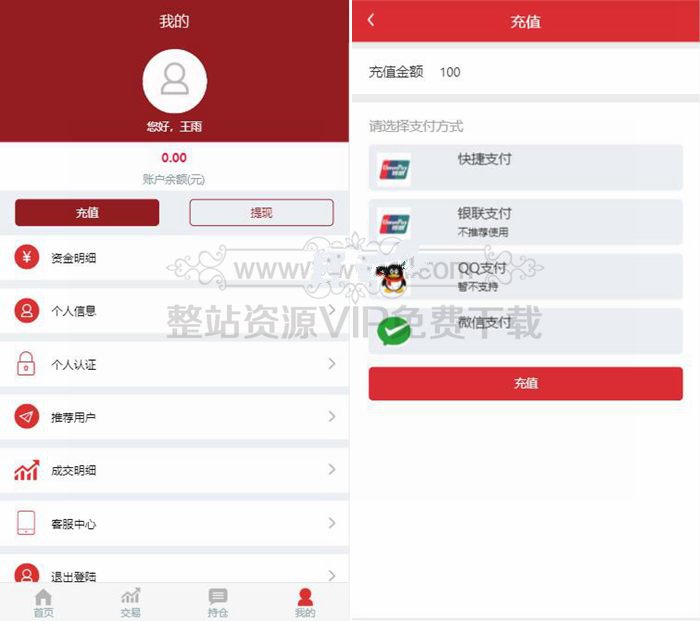 我的
您好，王雨
0.00
账户余额(元)
充值
提现
资金明细
个人信息
个人认证
推荐用户
成交明细
客服中心
退出登陆
首页
交易
持仓
我的
充值
充值金额 100
请选择支付方式
快捷支付
银联支付
不推荐使用
QQ支付
暂不支持
微信支付
充值
www.
.com
整站资源VIP免费下载